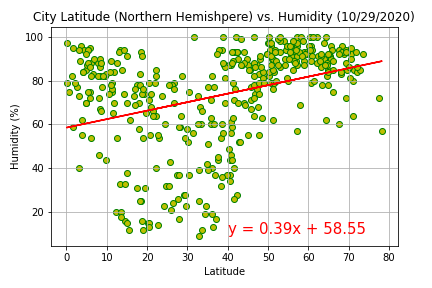 City Latitude (Northern Hemishpere) vs. Humidity (10/29/2020)
100
80
60
40
20
Humidity (%)
y = 0.39x + 58.55
0 10 20 30 40 50 60 70 80
Latitude